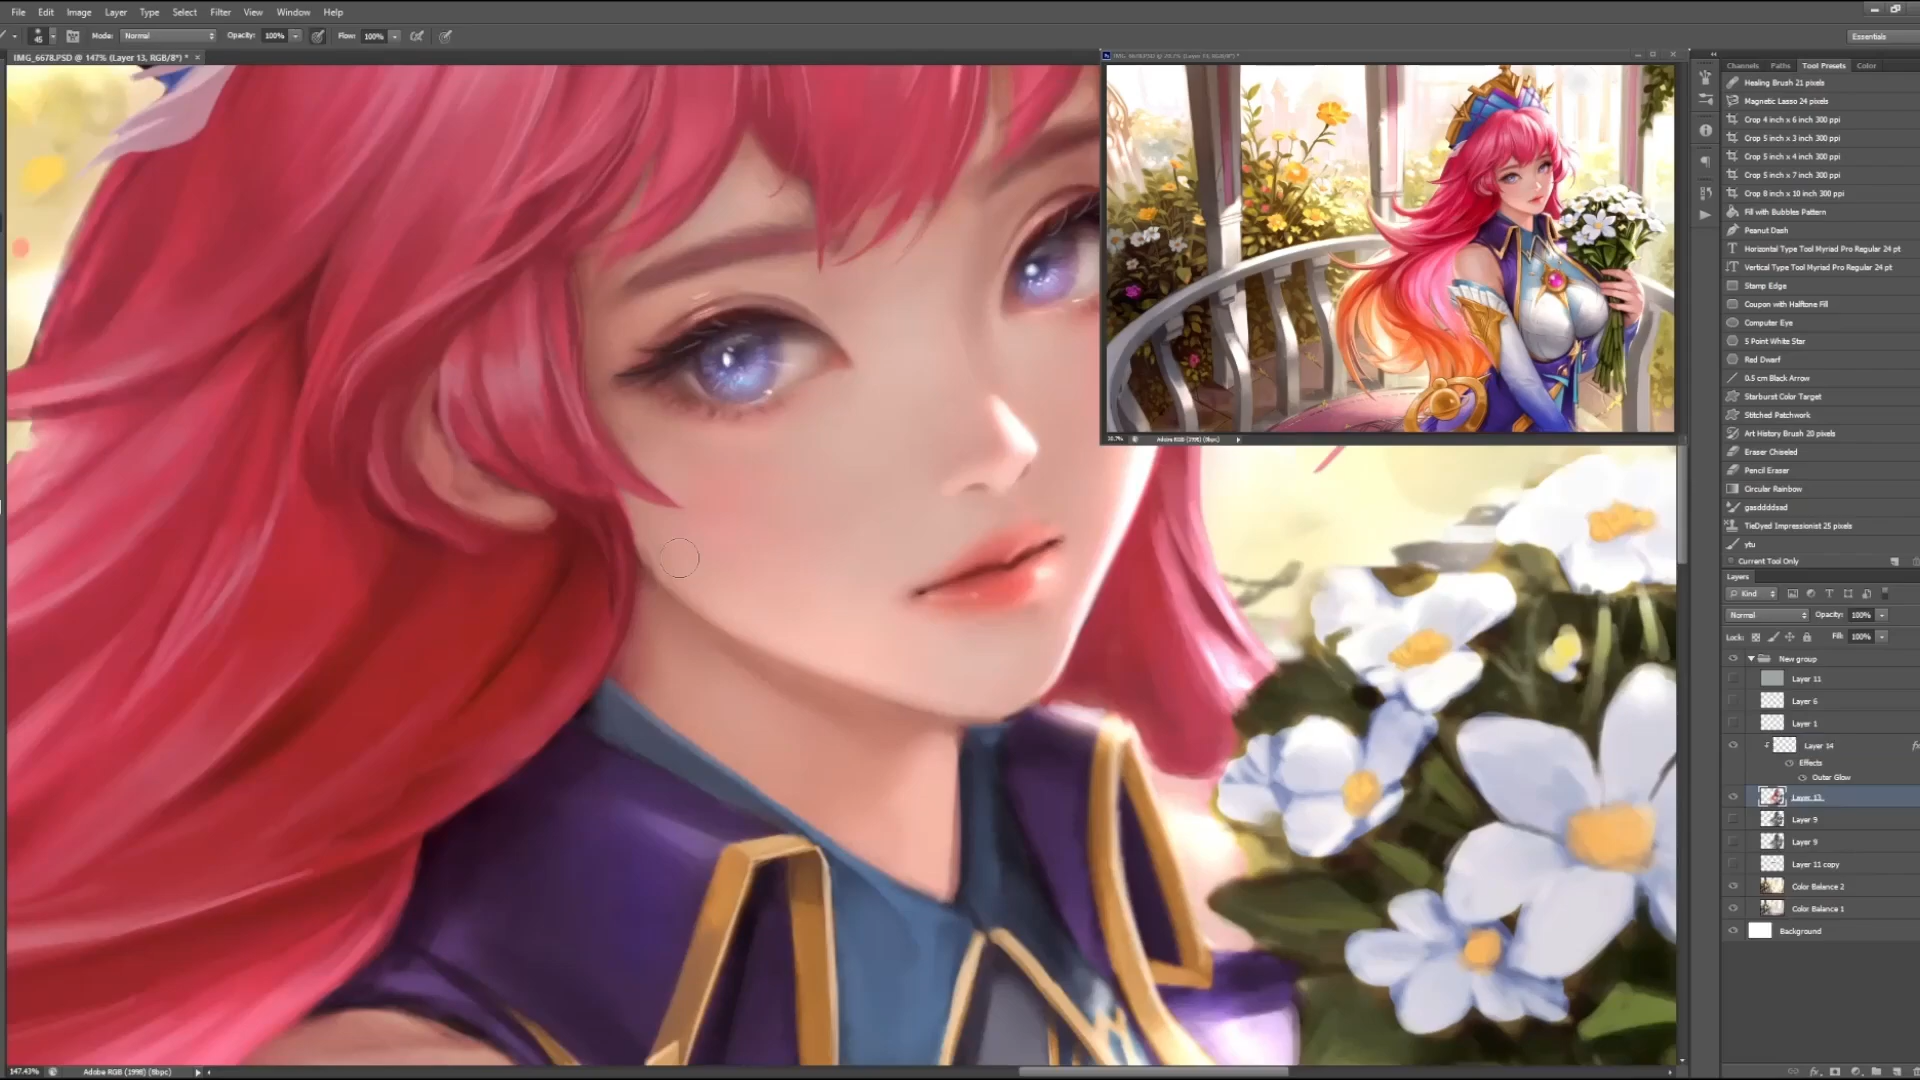 File Edit Image Layer Type Select Filter View Window Help
45 Mode: Normal Opacity: 100% Flow: 100% Essentials
IMG_6678.PSD @ 147% (Layer 13, RGB/8*) * ×
Channels Paths Tool Presets Color
Healing Brush 21 pixels
Magnetic Lasso 24 pixels
Crop 4 inch x 6 inch 300 ppi
Crop 5 inch x 3 inch 300 ppi
Crop 5 inch x 4 inch 300 ppi
Crop 5 inch x 7 inch 300 ppi
Crop 8 inch x 10 inch 300 ppi
Fill with Bubbles Pattern
Peanut Dash
Horizontal Type Tool Myriad Pro Regular 24 pt
Vertical Type Tool Myriad Pro Regular 24 pt
Stamp Edge
Coupon with Halftone Fill
Computer Eye
5 Point White Star
Red Dwarf
0.5 cm Black Arrow
Starburst Color Target
Stitched Patchwork
Art History Brush 20 pixels
Adobe RGB (1998) (8bpc)
Eraser Chiseled
Pencil Eraser
Circular Rainbow
gasddddsad
TieDyed Impressionist 25 pixels
ytu
Current Tool Only
Layers
Kind
Normal Opacity: 100%
Lock: Fill: 100%
New group
Layer 11
Layer 6
Layer 1
Layer 14 fx
Effects
Outer Glow
Layer 13
Layer 9
Layer 9
Layer 11 copy
Color Balance 2
Color Balance 1
Background
147.43% Adobe RGB (1998) (8bpc)